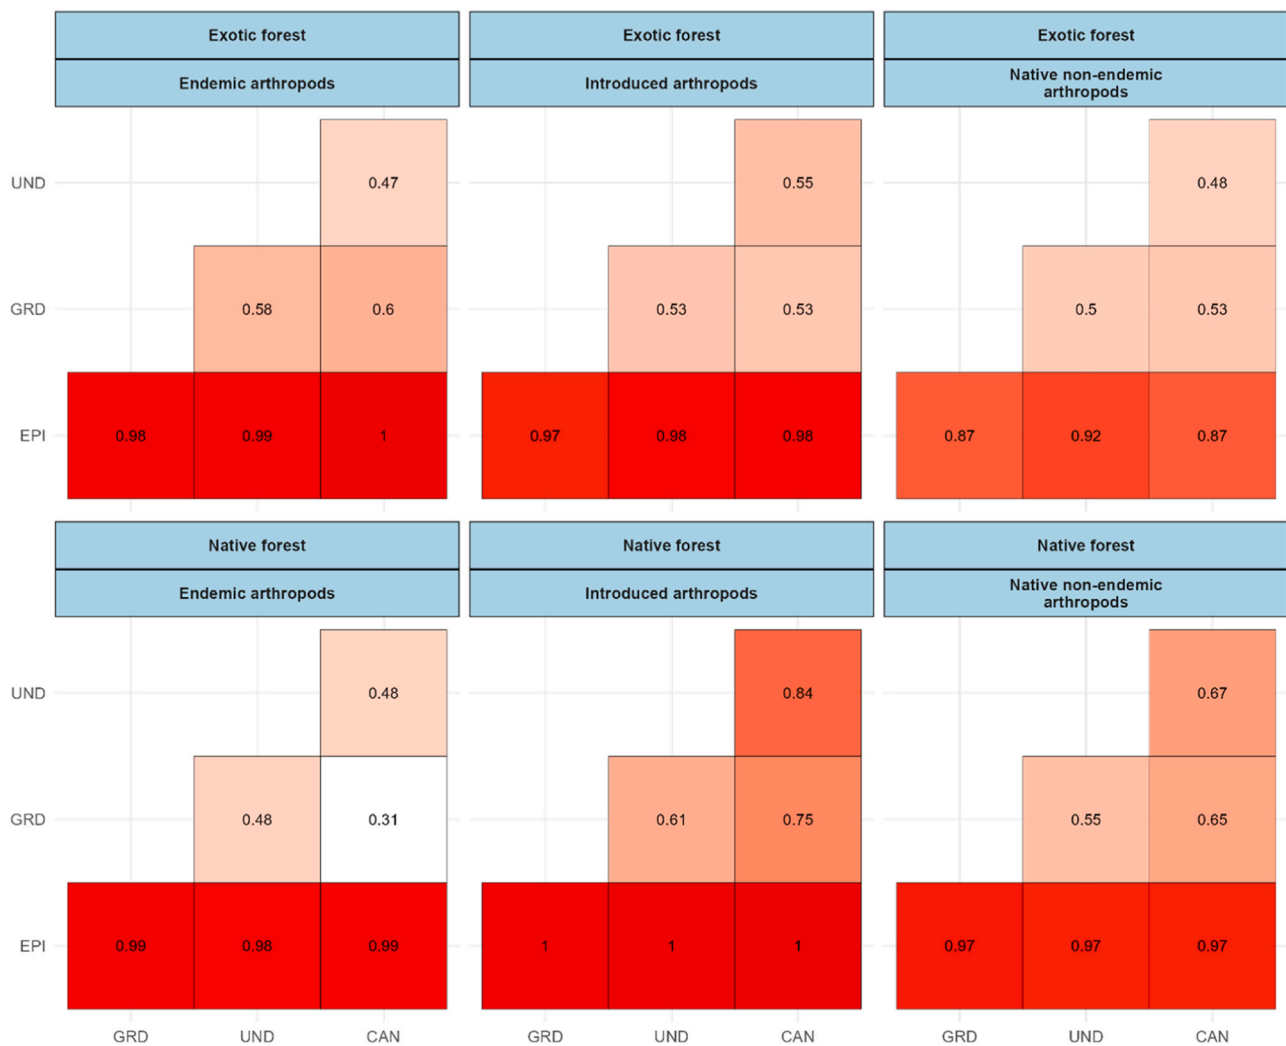 Exotic forest Exotic forest Exotic forest
Endemic arthropods Introduced arthropods Native non-endemic
arthropods
UND 0.47 0.55 0.48
GRD 0.58 0.6 0.53 0.53 0.5 0.53
EPI 0.98 0.99 1 0.97 0.98 0.98 0.87 0.92 0.87
Native forest Native forest Native forest
Endemic arthropods Introduced arthropods Native non-endemic
arthropods
UND 0.48 0.84 0.67
GRD 0.48 0.31 0.61 0.75 0.55 0.65
EPI 0.99 0.98 0.99 1 1 1 0.97 0.97 0.97
GRD UND CAN GRD UND CAN GRD UND CAN